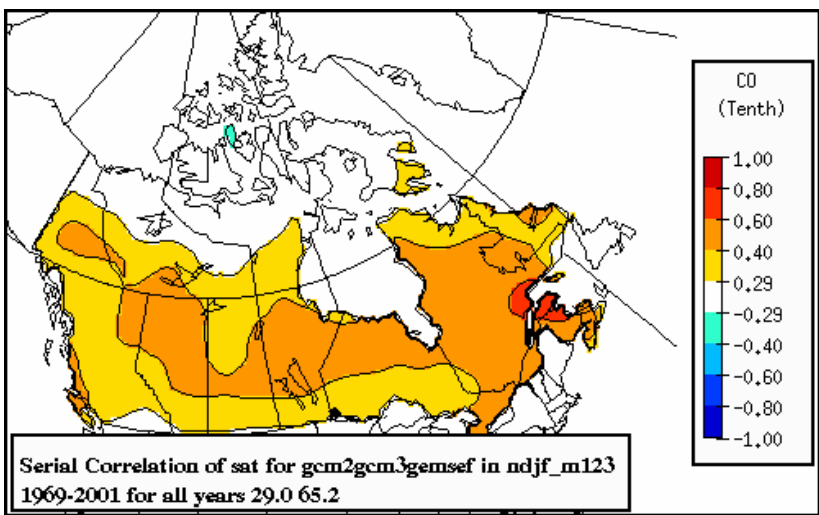 CO
(Tenth)
1.00
0.80
0.60
0.40
0.29
-0.29
-0.40
-0.60
-0.80
-1.00
Serial Correlation of sat for gcm2gcm3gemsef in ndjf_m123
1969-2001 for all years 29.0 65.2